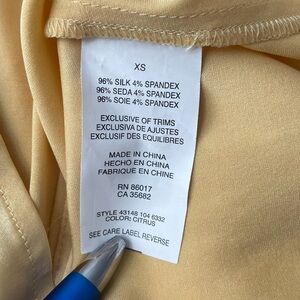 XS
96% SILK 4% SPANDEX
96% SEDA 4% SPANDEX
96% SOIE 4% SPANDEX
EXCLUSIVE OF TRIMS
EXCLUSIVA DE AJUSTES
EXCLUSIF DES EQUILIBRES
MADE IN CHINA
HECHO EN CHINA
FABRIQUE EN CHINE
RN 86017
CA 35682
STYLE 43148 104 6332
COLOR: CITRUS
SEE CARE LABEL REVERSE